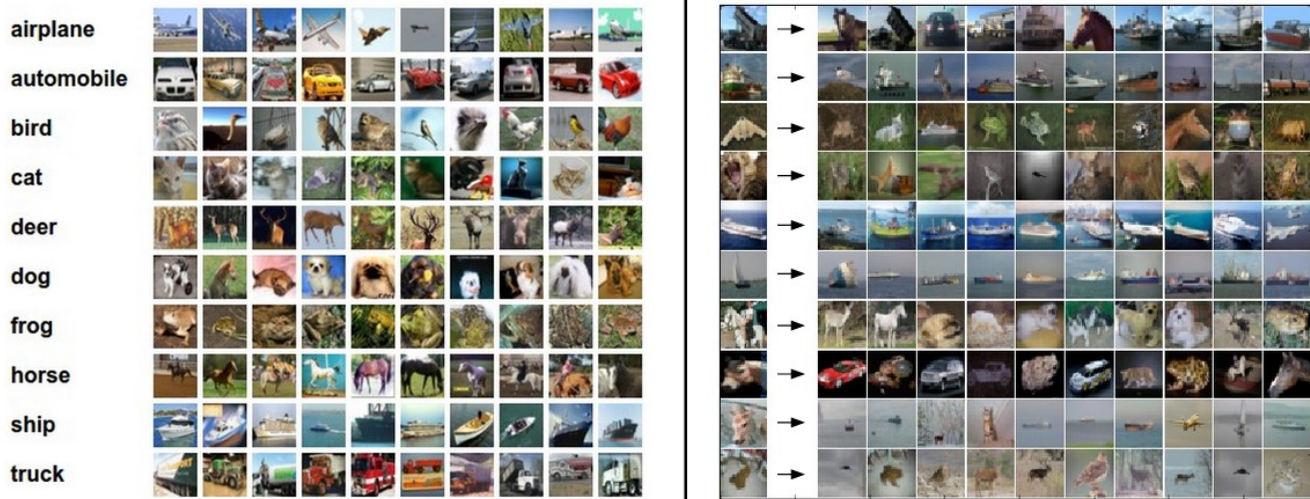 airplane
automobile
bird
cat
deer
dog
frog
horse
ship
truck